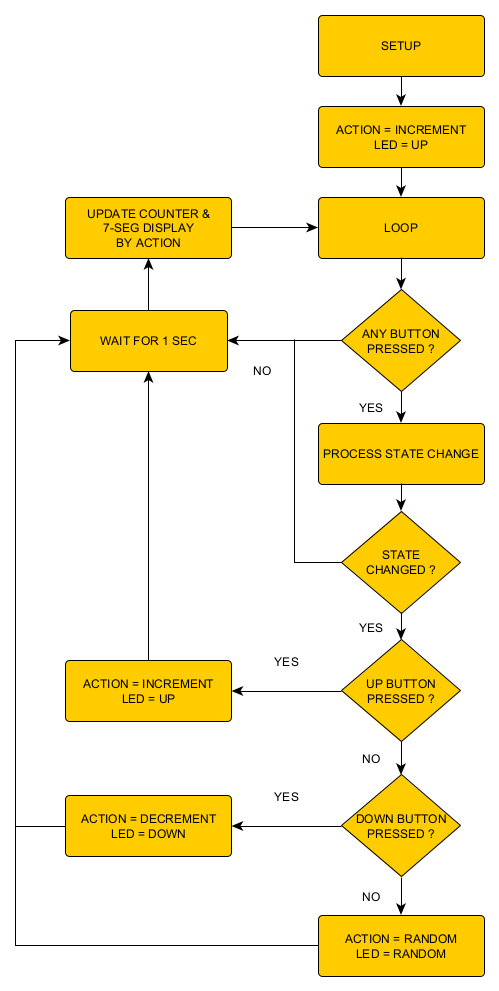 SETUP
ACTION = INCREMENT
LED = UP
UPDATE COUNTER &
7-SEG DISPLAY
BY ACTION
LOOP
WAIT FOR 1 SEC
ANY BUTTON
PRESSED ?
NO
YES
PROCESS STATE CHANGE
STATE
CHANGED ?
YES
YES
ACTION = INCREMENT
LED = UP
UP BUTTON
PRESSED ?
NO
YES
ACTION = DECREMENT
LED = DOWN
DOWN BUTTON
PRESSED ?
NO
ACTION = RANDOM
LED = RANDOM